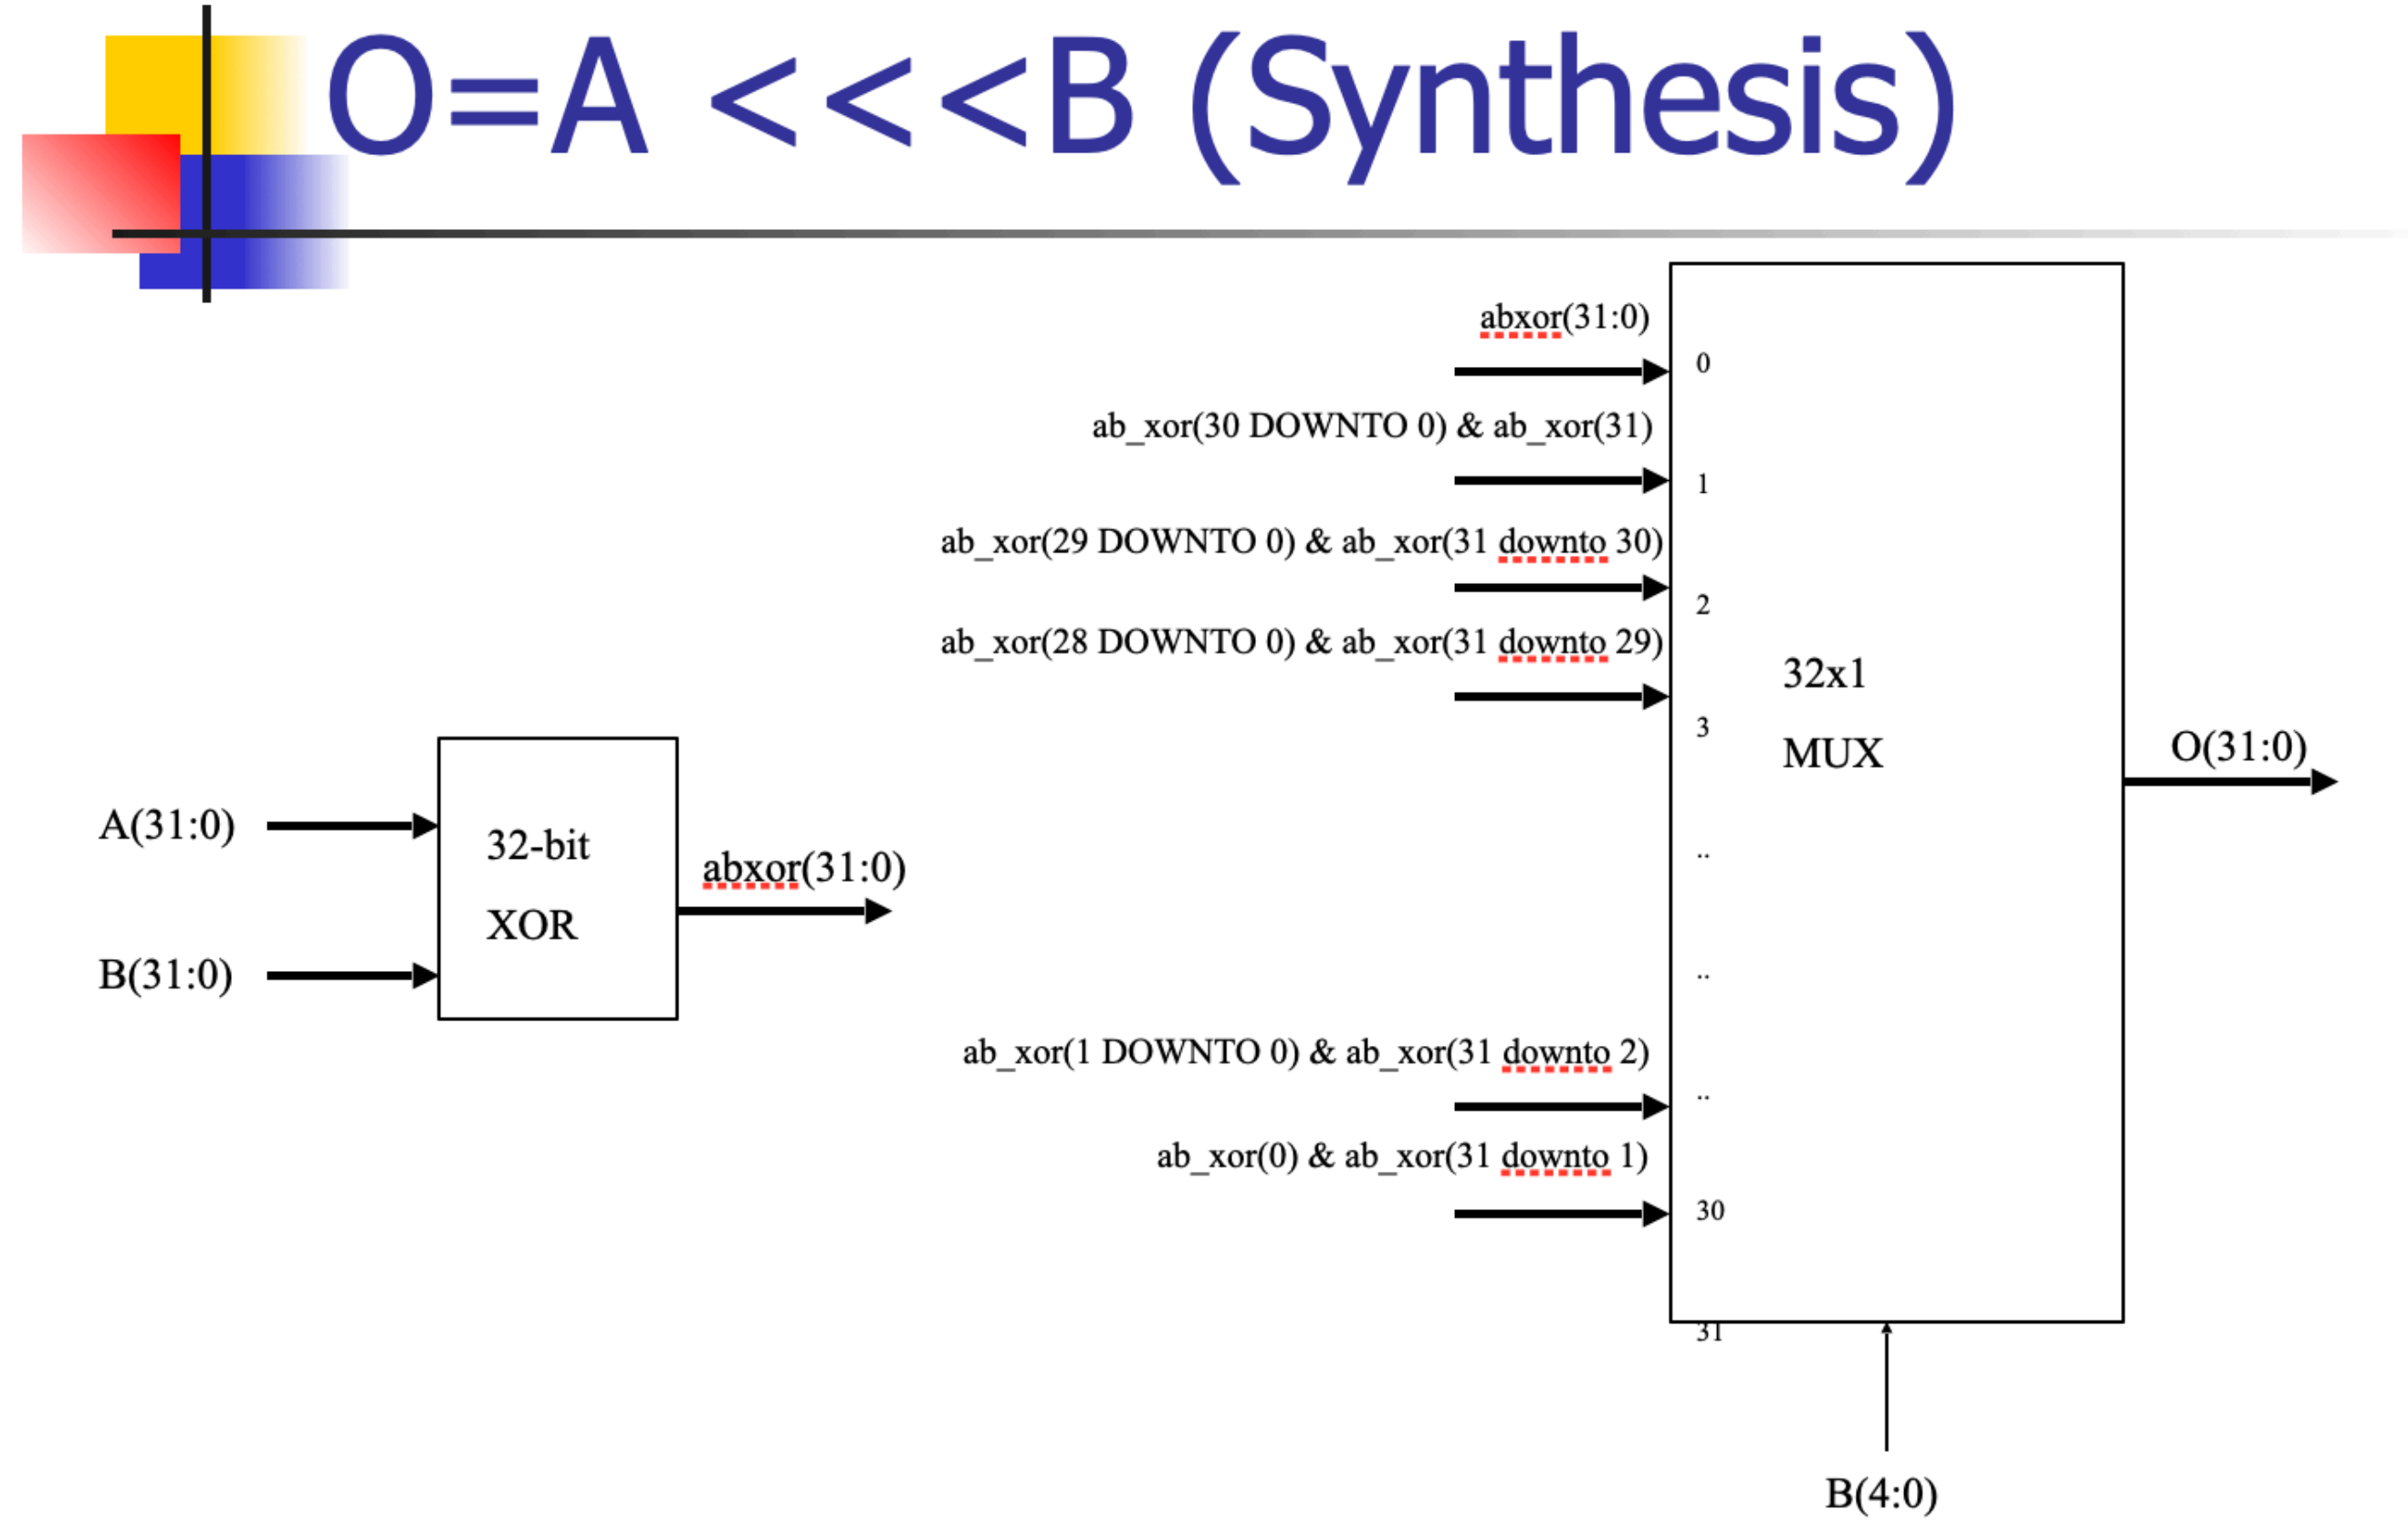 O=A <<<B (Synthesis)
abxor(31:0)
0
ab_xor(30 DOWNTO 0) & ab_xor(31)
1
ab_xor(29 DOWNTO 0) & ab_xor(31 downto 30)
2
ab_xor(28 DOWNTO 0) & ab_xor(31 downto 29)
3
32x1
MUX
O(31:0)
A(31:0)
B(31:0)
32-bit
XOR
abxor(31:0)
..
..
ab_xor(1 DOWNTO 0) & ab_xor(31 downto 2)
..
ab_xor(0) & ab_xor(31 downto 1)
30
31
B(4:0)